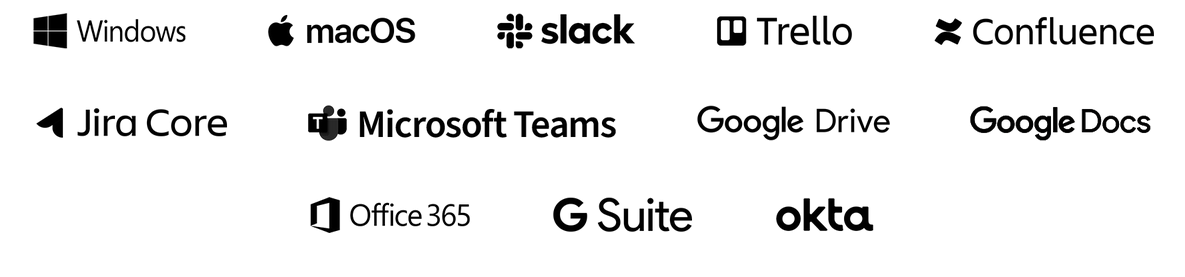 Windows macOS slack Trello Confluence
Jira Core Microsoft Teams Google Drive Google Docs
Office 365 G Suite okta